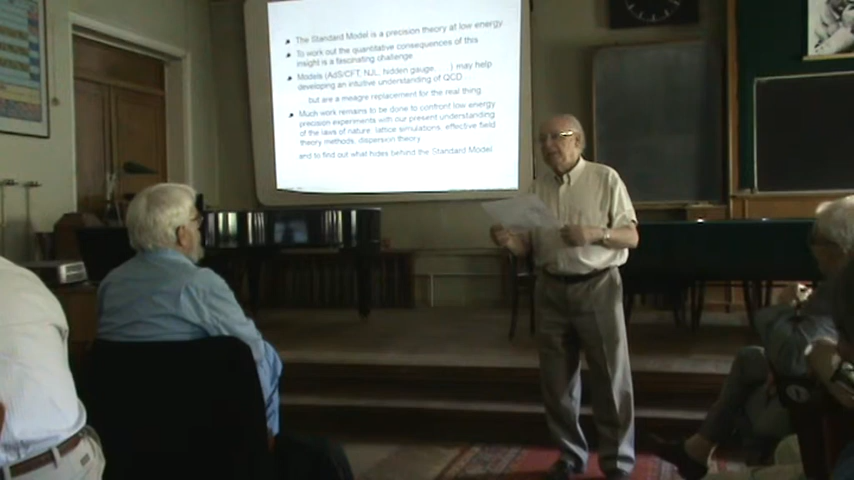 The Standard Model is a precision theory at low energy
To work out the quantitative consequences of this
insight is a fascinating challenge
Models (AdS/CFT, NJL, hidden gauge ...) may help
developing an intuitive understanding of QCD
but are a meagre replacement for the real thing
Much work remains to be done to confront low energy
precision experiments with our present understanding
of the laws of nature: lattice simulations, effective field
theory methods, dispersion theory, ...
and to find out what hides behind the Standard Model